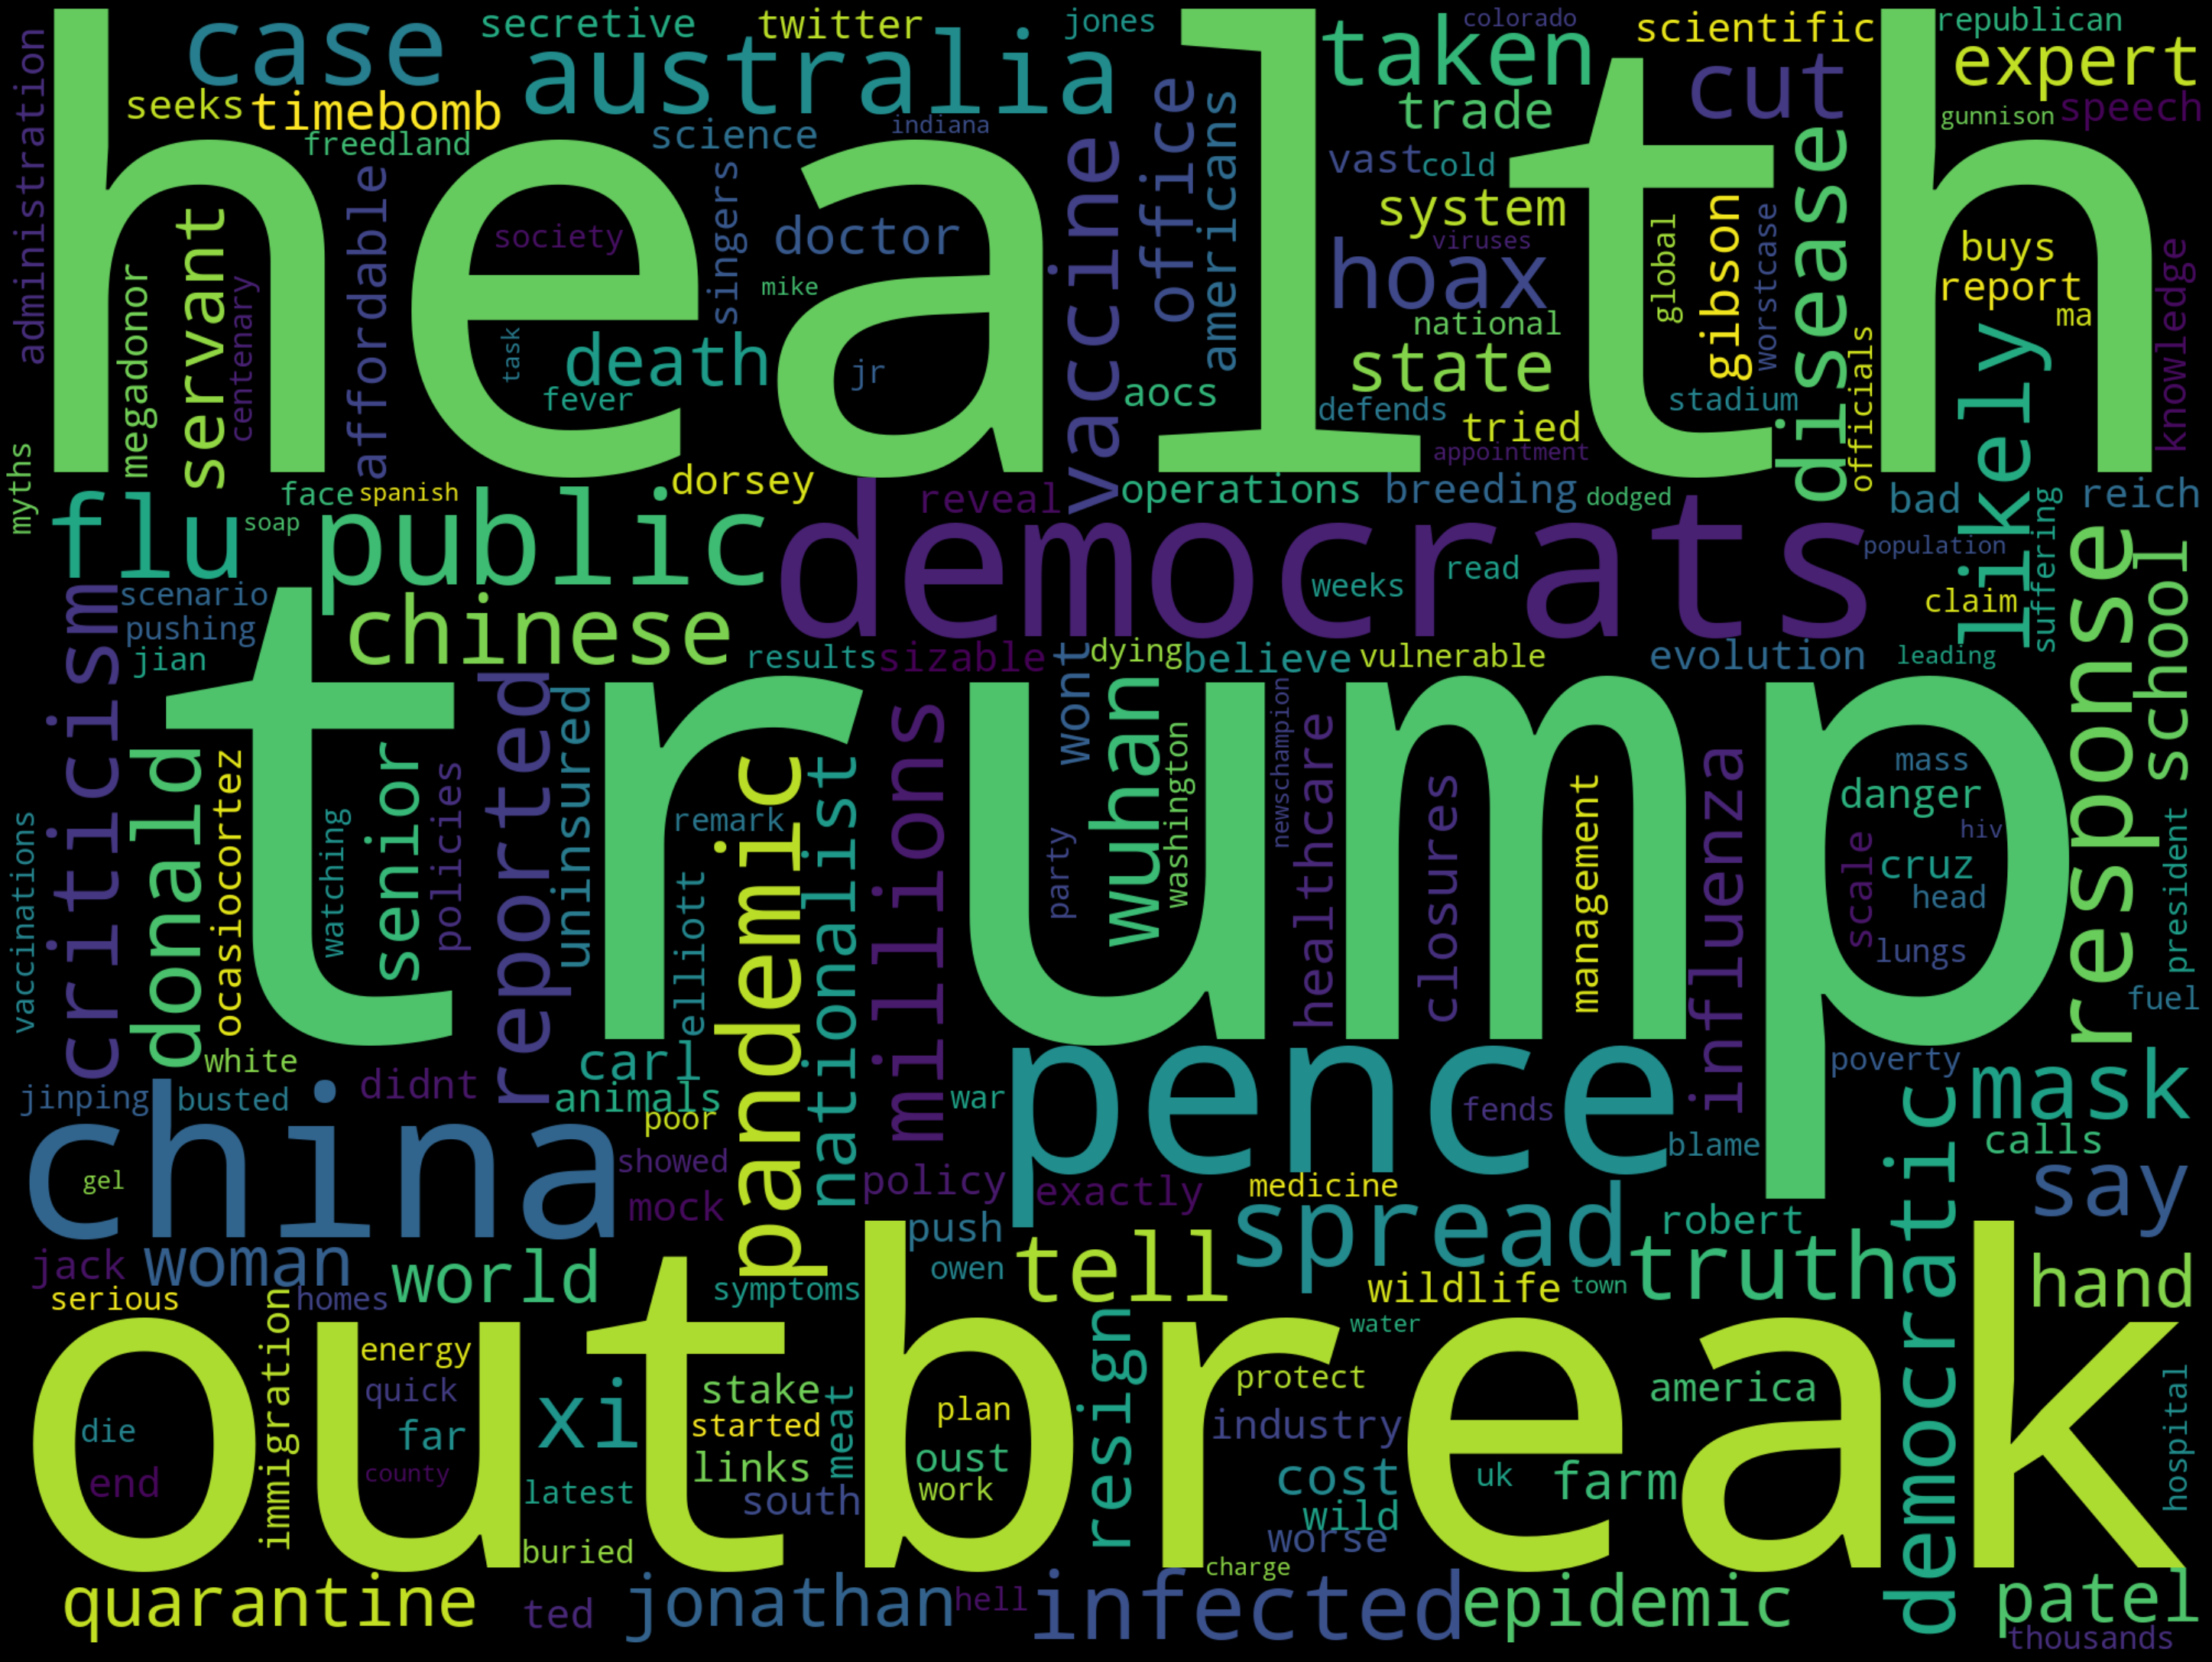 health
trump
outbreak
democrats
pence
china
administration
case
secretive
twitter
jones
australia
seeks
timebomb
freedland
science
indiana
taken
colorado
scientific
republican
expert
trade
cut
gunnison
speech
vast
cold
system
viruses
hoax
national
state
defends
tried
appointment
global
gibson
worstcase
stadium
disease
officials
buys
report
ma
likely
knowledge
servant
megadonor
centenary
affordable
society
singers
doctor
mike
task
death
fever
jr
vaccine
office
americans
aocs
myths
flu
face
spanish
soap
public
dorsey
reveal
operations
breeding
dodged
bad
reich
population
suffering
response
school
claim
weeks
read
chinese
scenario
pushing
jian
criticism
results
sizable
dying
believe
vulnerable
evolution
leading
reported
uninsured
wont
wuhan
washington
newschampion
healthcare
closures
management
influenza
mass
danger
hiv
cruz
head
scale
lungs
president
fuel
donald
ocasiocortez
watching
senior
policies
remark
elliott
pandemic
nationalist
millions
party
vaccinations
white
jinping
busted
didnt
carl
animals
poor
gel
showed
mock
war
policy
exactly
fends
blame
poverty
mask
calls
say
medicine
spread
robert
truth
democratic
hand
push
owen
tell
wildlife
town
water
jack
woman
world
serious
homes
symptoms
immigration
energy
quick
far
county
die
end
xi
latest
buried
stake
started
links
south
meat
plan
oust
work
resign
protect
industry
cost
wild
worse
charge
uk
america
farm
hospital
quarantine
ted
jonathan
hell
infected
epidemic
patel
thousands